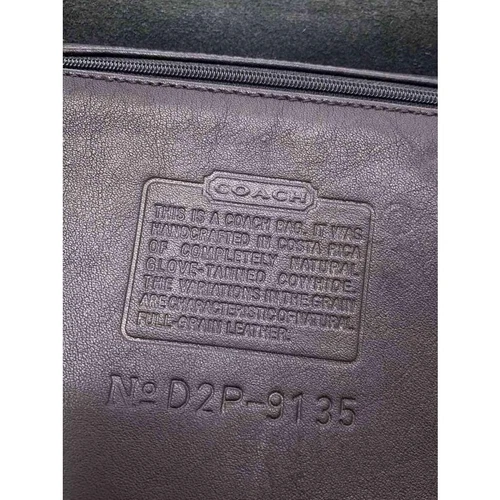 COACH
THIS IS A COACH BAG. IT WAS
HANDCRAFTED IN COSTA RICA
OF COMPLETELY NATURAL
GLOVE-TANNED COWHIDE.
THE VARIATIONS IN THE GRAIN
ARE CHARACTERISTIC OF NATURAL
FULL-GRAIN LEATHER.
No D2P-9135